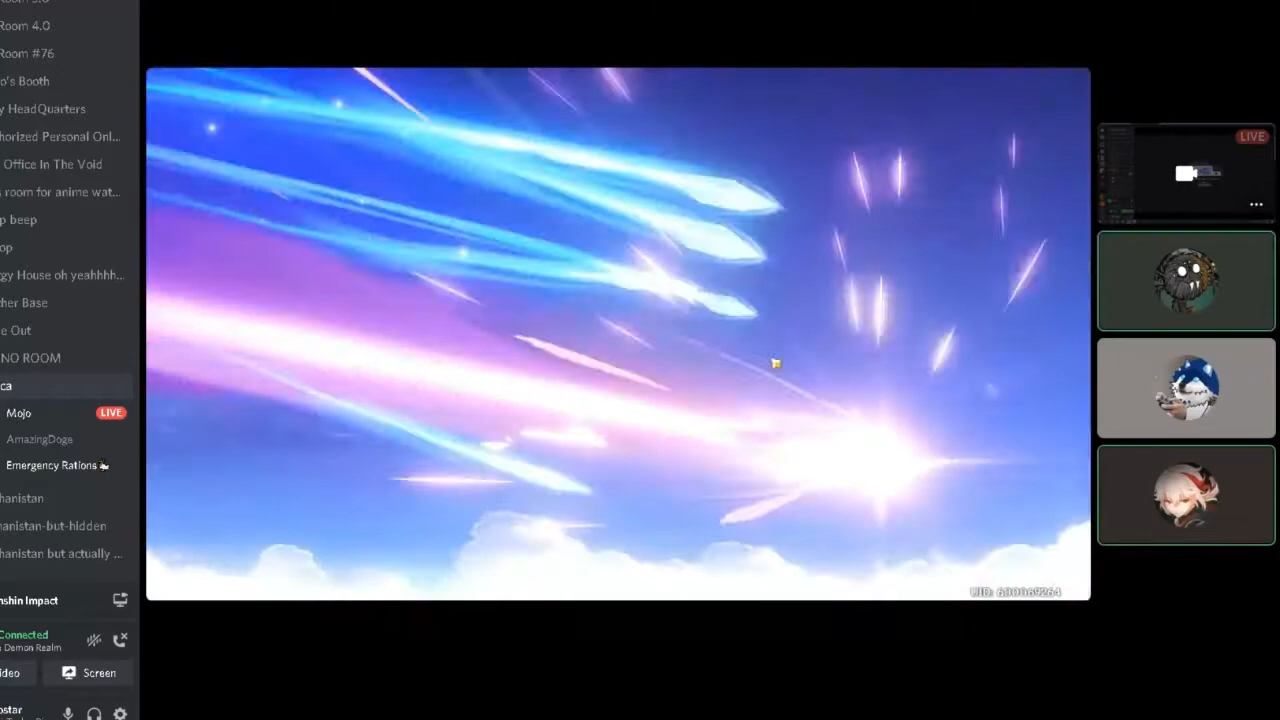 Room 4.0
Room #76
o's Booth
y HeadQuarters
horized Personal Onl...
Office In The Void
s room for anime wat...
p beep
op
gy House oh yeahhhh...
her Base
e Out
NO ROOM
ca
Mojo
LIVE
AmazingDoge
Emergency Rations
hanistan
hanistan-but-hidden
hanistan but actually ...
nshin Impact
Connected
Demon Realm
ideo
Screen
ostar
LIVE
UID: 600069264